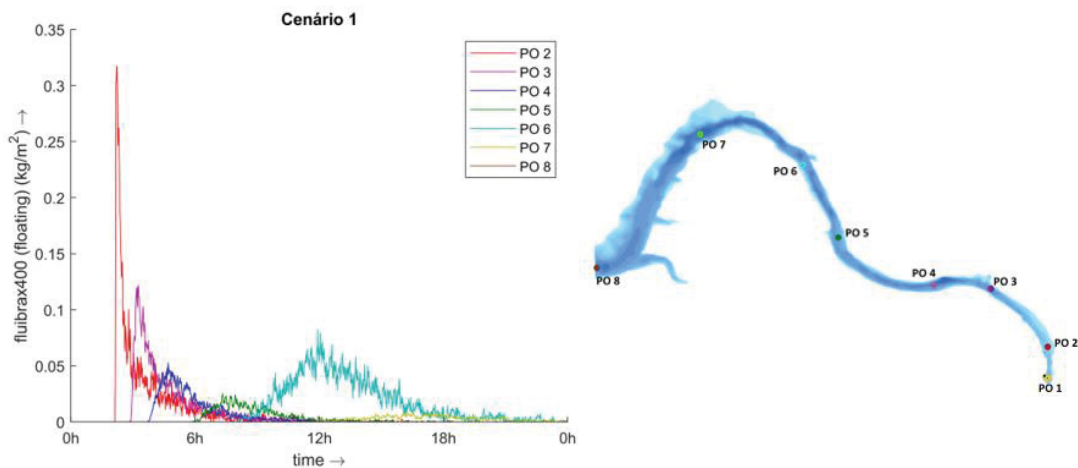 Cenário 1
fluibrax400 (floating) (kg/m²) →
0.35
0.3
0.25
0.2
0.15
0.1
0.05
0
0h
6h
12h
18h
0h
time →
PO 2
PO 3
PO 4
PO 5
PO 6
PO 7
PO 8
PO 7
PO 6
PO 5
PO 8
PO 4
PO 3
PO 2
PO 1